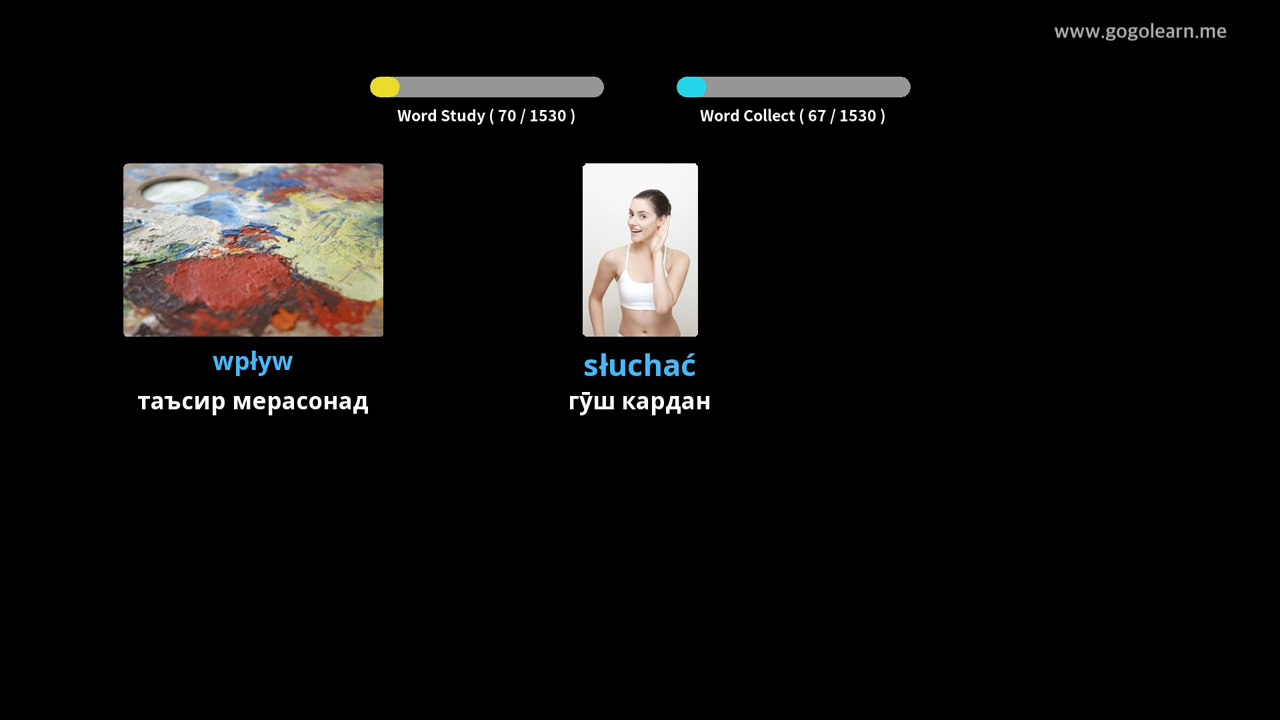 www.gogolearn.me
Word Study ( 70 / 1530 )
Word Collect ( 67 / 1530 )
wpływ
таъсир мерасонад
słuchać
гӯш кардан